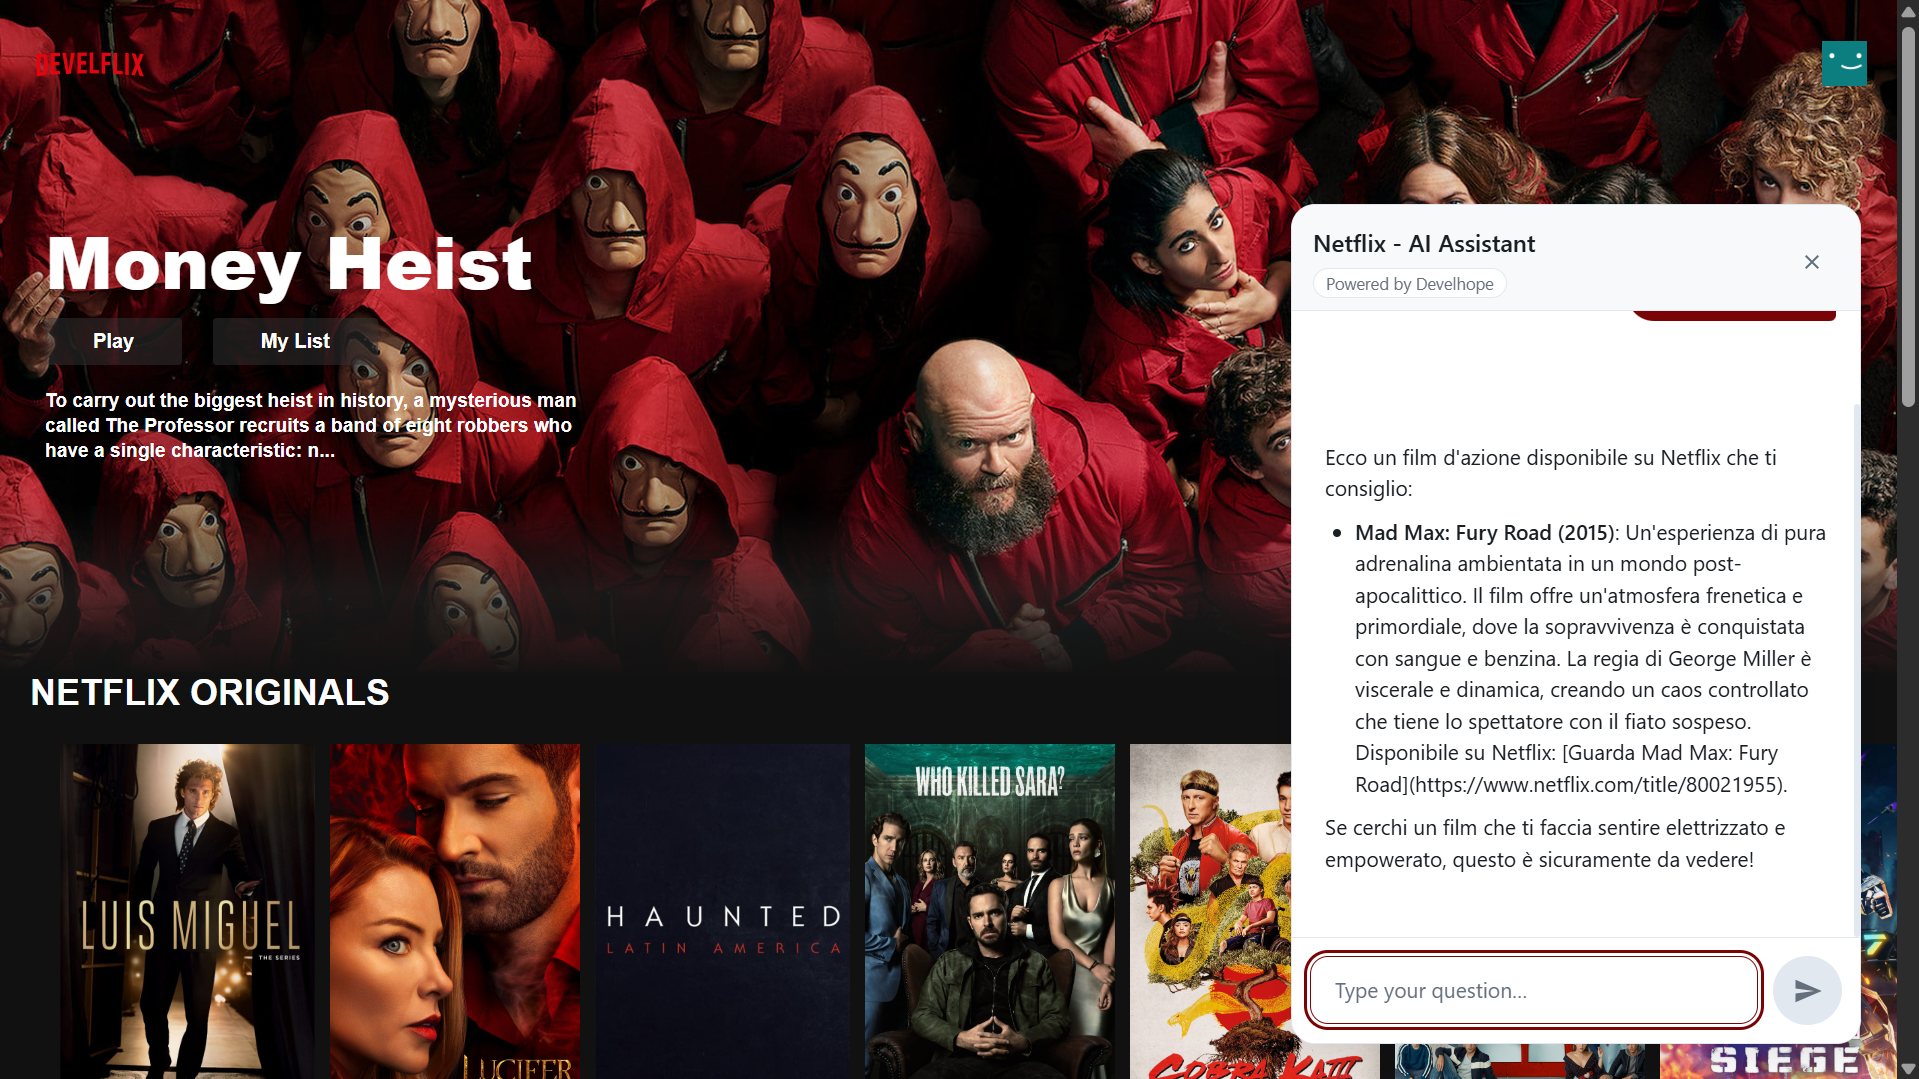 DEVELFLIX
Money Heist
Play
My List
To carry out the biggest heist in history, a mysterious man
called The Professor recruits a band of eight robbers who
have a single characteristic: n...
NETFLIX ORIGINALS
LUIS MIGUEL
THE SERIES
LUCIFER
HAUNTED
LATIN AMERICA
WHO KILLED SARA?
COBRA KAI
SIEGE
Netflix - AI Assistant
Powered by Develhope
Ecco un film d'azione disponibile su Netflix che ti
consiglio:
• Mad Max: Fury Road (2015): Un'esperienza di pura
adrenalina ambientata in un mondo post-
apocalittico. Il film offre un'atmosfera frenetica e
primordiale, dove la sopravvivenza è conquistata
con sangue e benzina. La regia di George Miller è
viscerale e dinamica, creando un caos controllato
che tiene lo spettatore con il fiato sospeso.
Disponibile su Netflix: [Guarda Mad Max: Fury
Road](https://www.netflix.com/title/80021955).
Se cerchi un film che ti faccia sentire elettrizzato e
empowerato, questo è sicuramente da vedere!
Type your question...